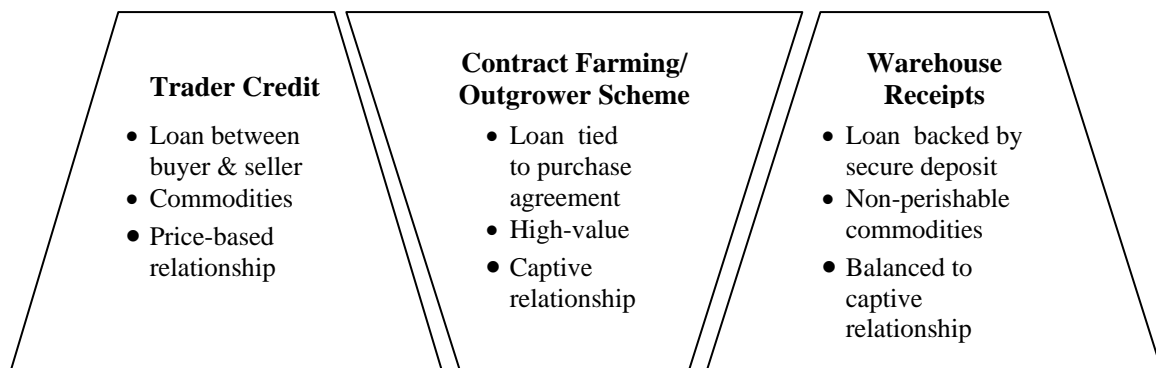 Trader Credit
• Loan between
buyer & seller
• Commodities
• Price-based
relationship
Contract Farming/
Outgrower Scheme
• Loan tied
to purchase
agreement
• High-value
• Captive
relationship
Warehouse
Receipts
• Loan backed by
secure deposit
• Non-perishable
commodities
• Balanced to
captive
relationship